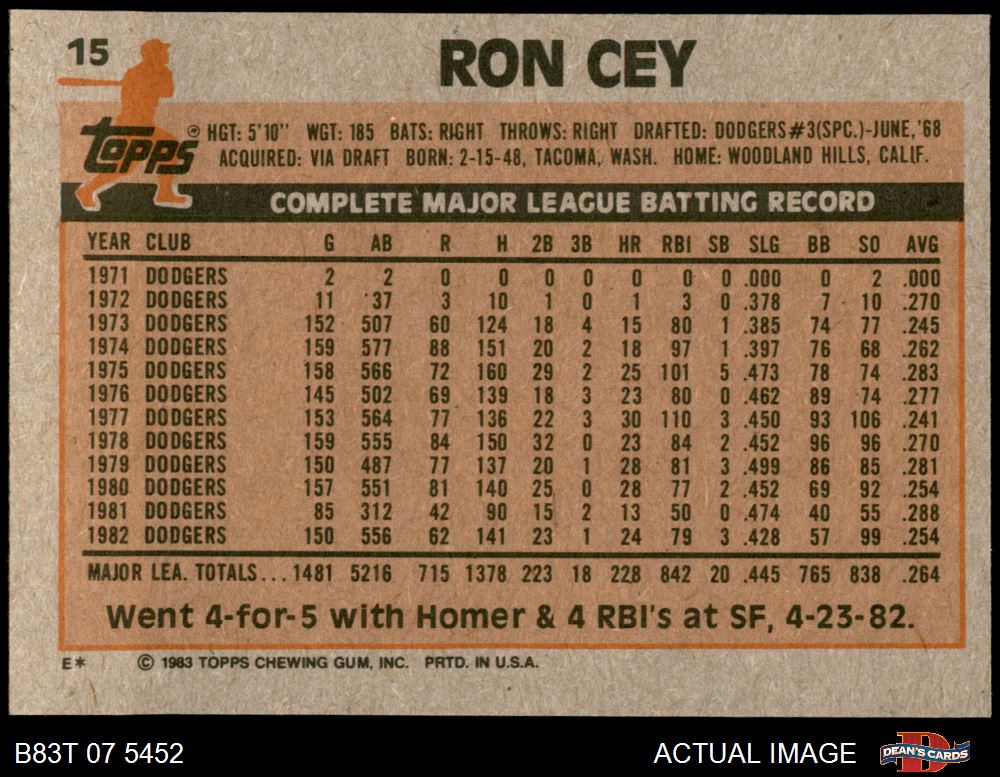 15
RON CEY
topps ® HGT: 5'10" WGT: 185 BATS: RIGHT THROWS: RIGHT DRAFTED: DODGERS#3(SPC.)-JUNE,'68
ACQUIRED: VIA DRAFT BORN: 2-15-48, TACOMA, WASH. HOME: WOODLAND HILLS, CALIF.
COMPLETE MAJOR LEAGUE BATTING RECORD
YEAR CLUB G AB R H 2B 3B HR RBI SB SLG BB SO AVG
1971 DODGERS 2 2 0 0 0 0 0 0 0 .000 0 2 .000
1972 DODGERS 11 37 3 10 1 0 1 3 0 .378 7 10 .270
1973 DODGERS 152 507 60 124 18 4 15 80 1 .385 74 77 .245
1974 DODGERS 159 577 88 151 20 2 18 97 1 .397 76 68 .262
1975 DODGERS 158 566 72 160 29 2 25 101 5 .473 78 74 .283
1976 DODGERS 145 502 69 139 18 3 23 80 0 .462 89 74 .277
1977 DODGERS 153 564 77 136 22 3 30 110 3 .450 93 106 .241
1978 DODGERS 159 555 84 150 32 0 23 84 2 .452 96 96 .270
1979 DODGERS 150 487 77 137 20 1 28 81 3 .499 86 85 .281
1980 DODGERS 157 551 81 140 25 0 28 77 2 .452 69 92 .254
1981 DODGERS 85 312 42 90 15 2 13 50 0 .474 40 55 .288
1982 DODGERS 150 556 62 141 23 1 24 79 3 .428 57 99 .254
MAJOR LEA. TOTALS...1481 5216 715 1378 223 18 228 842 20 .445 765 838 .264
Went 4-for-5 with Homer & 4 RBI's at SF, 4-23-82.
E* © 1983 TOPPS CHEWING GUM, INC. PRTD. IN U.S.A.
B83T 07 5452 ACTUAL IMAGE DEAN'S CARDS